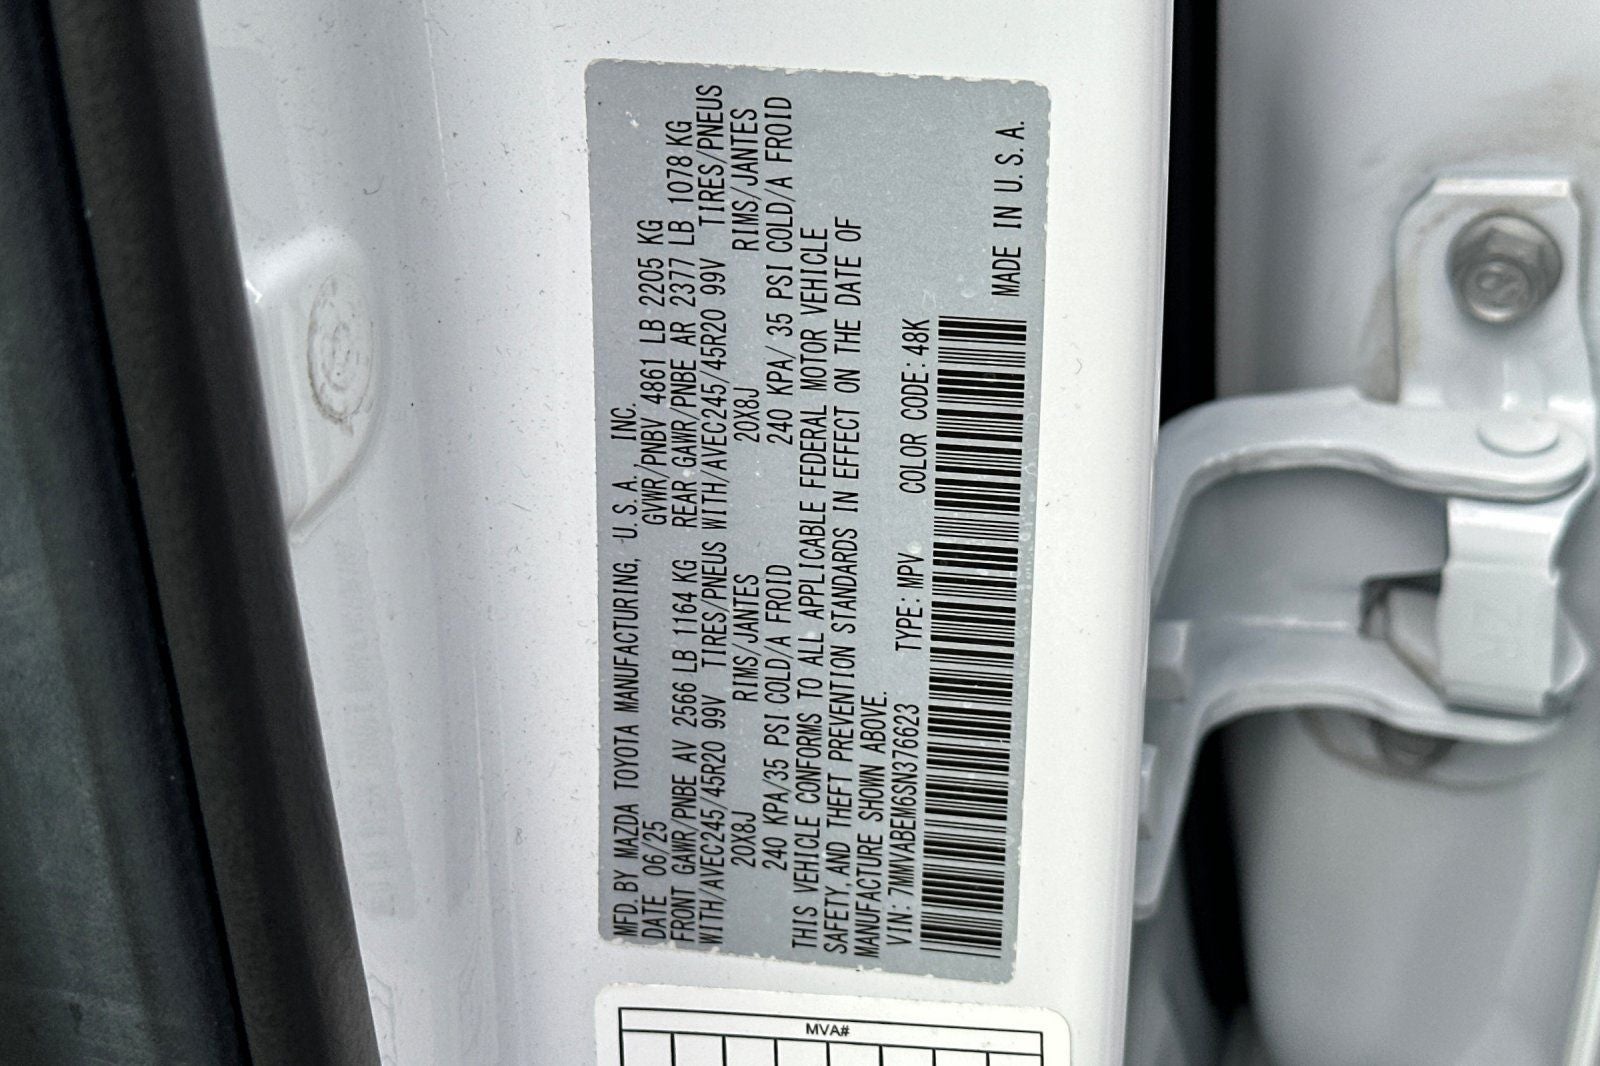 MFD. BY MAZDA TOYOTA MANUFACTURING, U.S.A. INC.
DATE 06/25 GVWR/PNBV 4861 LB 2205 KG
FRONT GAWR/PNBE AV 2566 LB 1164 KG REAR GAWR/PNBE AR 2377 LB 1078 KG
WITH/AVEC245/45R20 99V TIRES/PNEUS WITH/AVEC245/45R20 99V TIRES/PNEUS
20X8J RIMS/JANTES 20X8J RIMS/JANTES
240 KPA/35 PSI COLD/A FROID 240 KPA/ 35 PSI COLD/A FROID
THIS VEHICLE CONFORMS TO ALL APPLICABLE FEDERAL MOTOR VEHICLE
SAFETY, AND THEFT PREVENTION STANDARDS IN EFFECT ON THE DATE OF
MANUFACTURE SHOWN ABOVE.
VIN: 7MMVABEM6SN376623 TYPE: MPV COLOR CODE: 48K
MADE IN U.S.A.
MVA#